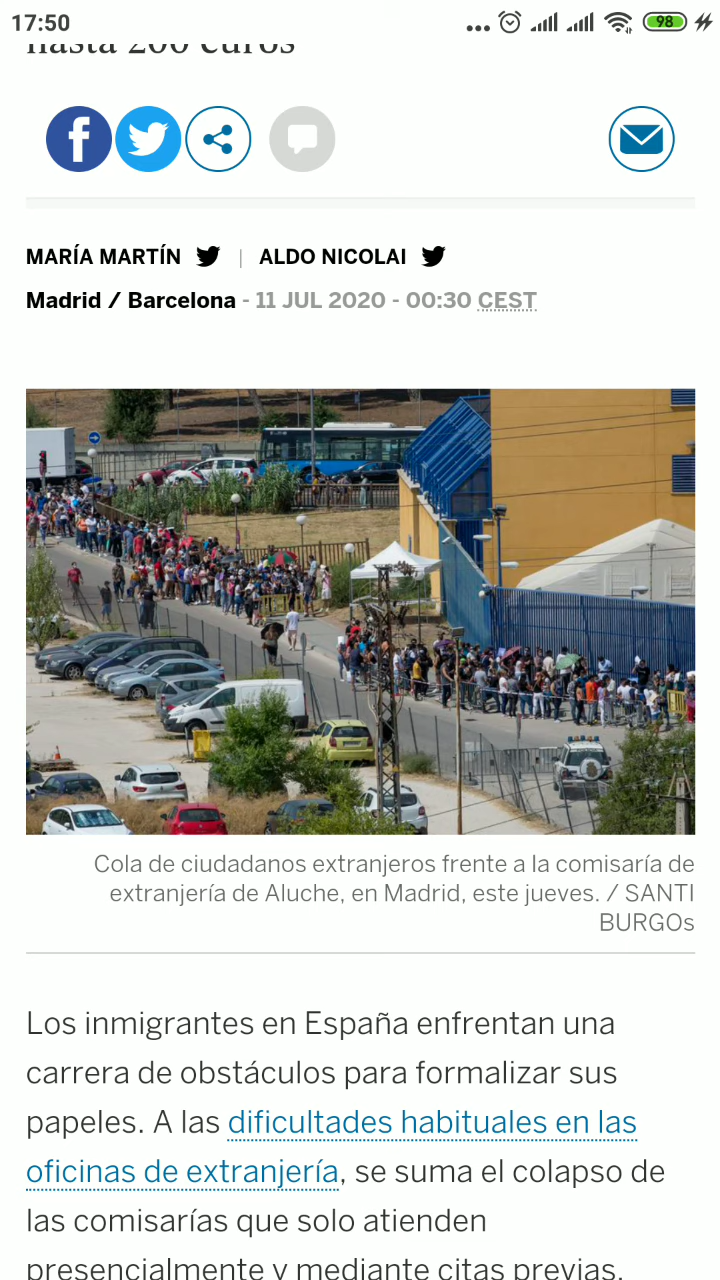 17:50
98
hasta 200 euros
MARÍA MARTÍN | ALDO NICOLAI
Madrid / Barcelona - 11 JUL 2020 - 00:30 CEST
Cola de ciudadanos extranjeros frente a la comisaría de
extranjería de Aluche, en Madrid, este jueves. / SANTI
BURGOs
Los inmigrantes en España enfrentan una
carrera de obstáculos para formalizar sus
papeles. A las dificultades habituales en las
oficinas de extranjería, se suma el colapso de
las comisarías que solo atienden
presencialmente y mediante citas previas.